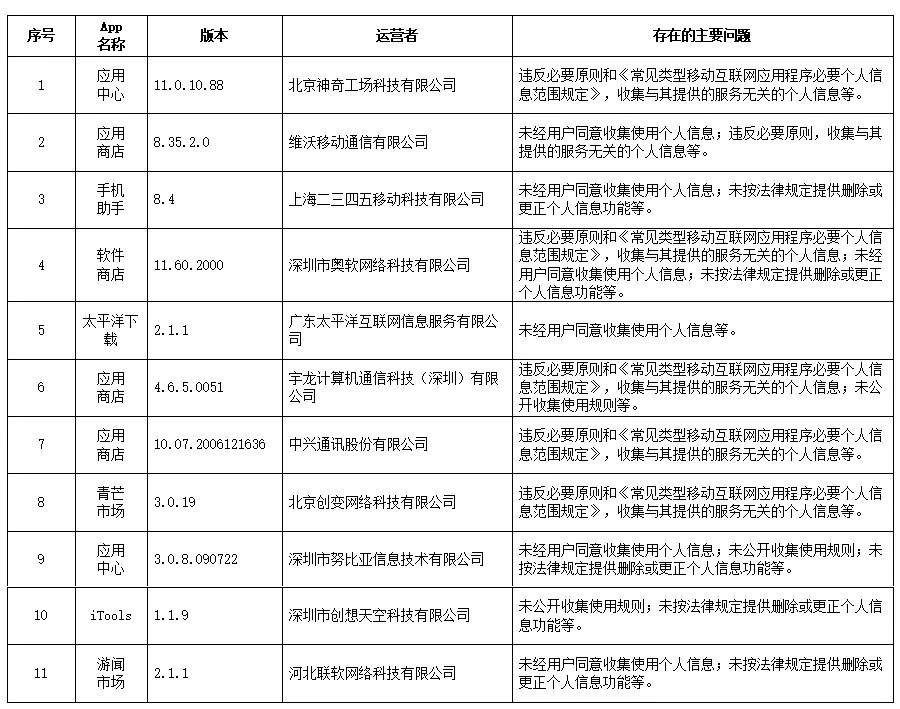 序号
App
名称
版本
运营者
存在的主要问题
1
应用
中心
11.0.10.88
北京神奇工场科技有限公司
违反必要原则和《常见类型移动互联网应用程序必要个人信
息范围规定》，收集与其提供的服务无关的个人信息等。
2
应用
商店
8.35.2.0
维沃移动通信有限公司
未经用户同意收集使用个人信息；违反必要原则，收集与其
提供的服务无关的个人信息等。
3
手机
助手
8.4
上海二三四五移动科技有限公司
未经用户同意收集使用个人信息；未按法律规定提供删除或
更正个人信息功能等。
4
软件
商店
11.60.2000
深圳市奥软网络科技有限公司
违反必要原则和《常见类型移动互联网应用程序必要个人信
息范围规定》，收集与其提供的服务无关的个人信息；未经
用户同意收集使用个人信息；未按法律规定提供删除或更正
个人信息功能等。
5
太平洋下
载
2.1.1
广东太平洋互联网信息服务有限公
司
未经用户同意收集使用个人信息等。
6
应用
商店
4.6.5.0051
宇龙计算机通信科技（深圳）有限
公司
违反必要原则和《常见类型移动互联网应用程序必要个人信
息范围规定》，收集与其提供的服务无关的个人信息；未公
开收集使用规则等。
7
应用
商店
10.07.2006121636
中兴通讯股份有限公司
违反必要原则和《常见类型移动互联网应用程序必要个人信
息范围规定》，收集与其提供的服务无关的个人信息等。
8
青芒
市场
3.0.19
北京创变网络科技有限公司
违反必要原则和《常见类型移动互联网应用程序必要个人信
息范围规定》，收集与其提供的服务无关的个人信息等。
9
应用
中心
3.0.8.090722
深圳市努比亚信息技术有限公司
未经用户同意收集使用个人信息；未公开收集使用规则；未
按法律规定提供删除或更正个人信息功能等。
10
iTools
1.1.9
深圳市创想天空科技有限公司
未公开收集使用规则；未按法律规定提供删除或更正个人信
息功能等。
11
游闻
市场
2.1.1
河北联软网络科技有限公司
未经用户同意收集使用个人信息；未按法律规定提供删除或
更正个人信息功能等。